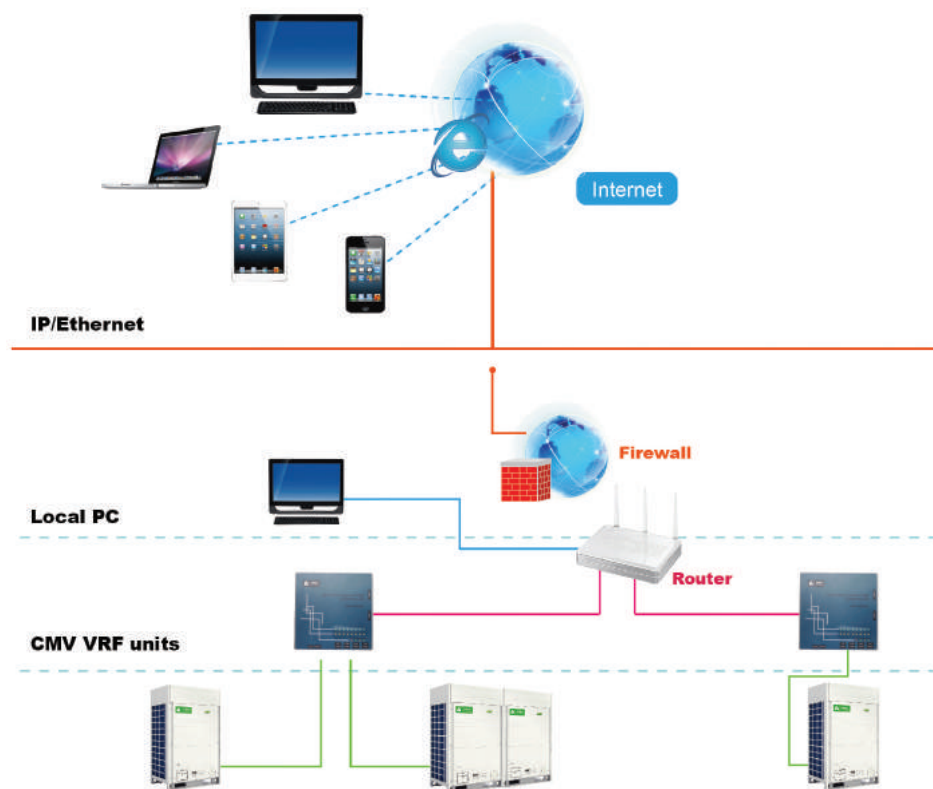 Internet
IP/Ethernet
Firewall
Local PC
Router
CMV VRF units